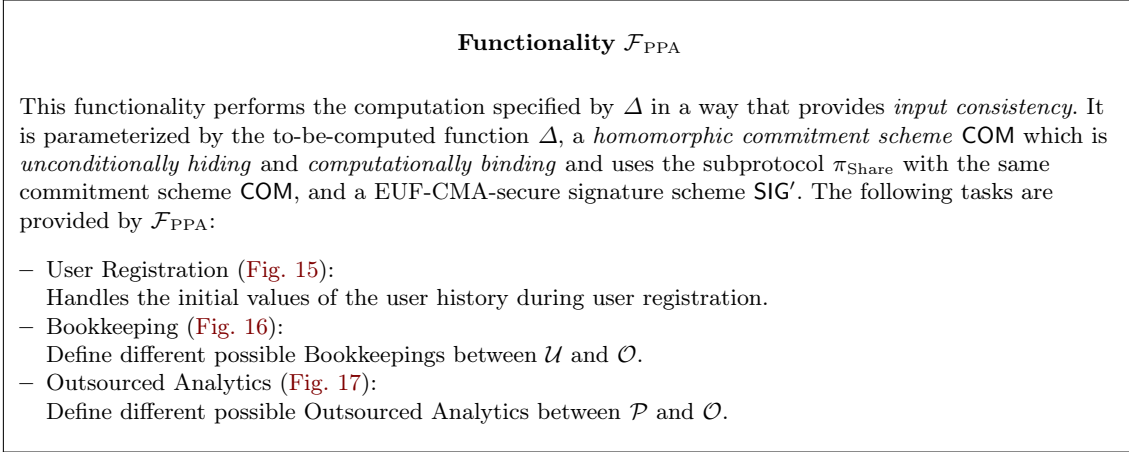 Functionality 𝓕PPA
This functionality performs the computation specified by Δ in a way that provides input consistency. It
is parameterized by the to-be-computed function Δ, a homomorphic commitment scheme COM which is
unconditionally hiding and computationally binding and uses the subprotocol πShare with the same
commitment scheme COM, and a EUF-CMA-secure signature scheme SIG′. The following tasks are
provided by 𝓕PPA:
– User Registration (Fig. 15):
Handles the initial values of the user history during user registration.
– Bookkeeping (Fig. 16):
Define different possible Bookkeepings between 𝒰 and 𝒪.
– Outsourced Analytics (Fig. 17):
Define different possible Outsourced Analytics between 𝒫 and 𝒪.